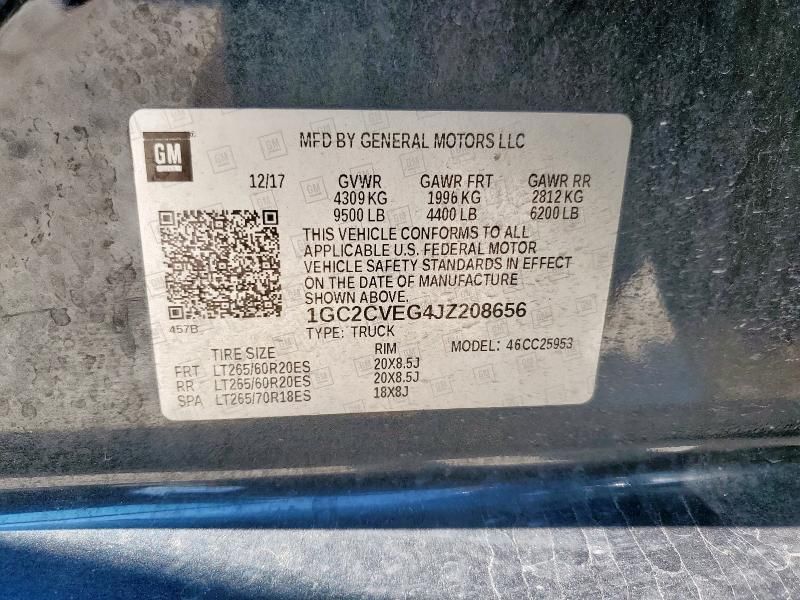 GM
MFD BY GENERAL MOTORS LLC
12/17 GVWR GAWR FRT GAWR RR
4309 KG 1996 KG 2812 KG
9500 LB 4400 LB 6200 LB
THIS VEHICLE CONFORMS TO ALL
APPLICABLE U.S. FEDERAL MOTOR
VEHICLE SAFETY STANDARDS IN EFFECT
ON THE DATE OF MANUFACTURE
SHOWN ABOVE.
457B
1GC2CVEG4JZ208656
TYPE: TRUCK
TIRE SIZE RIM MODEL: 46CC25953
FRT LT265/60R20ES 20X8.5J
RR LT265/60R20ES 20X8.5J
SPA LT265/70R18ES 18X8J